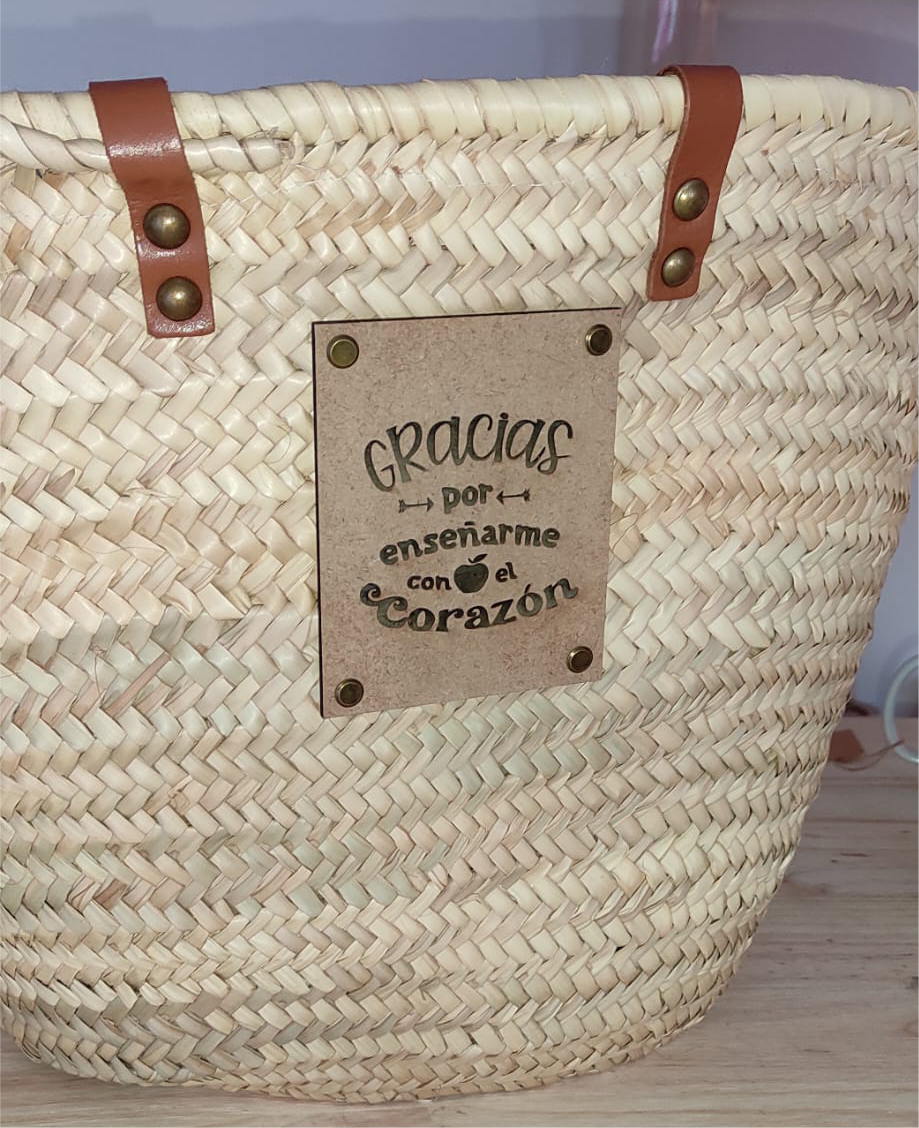 GRacias
por
enseñarme
con el
Corazón